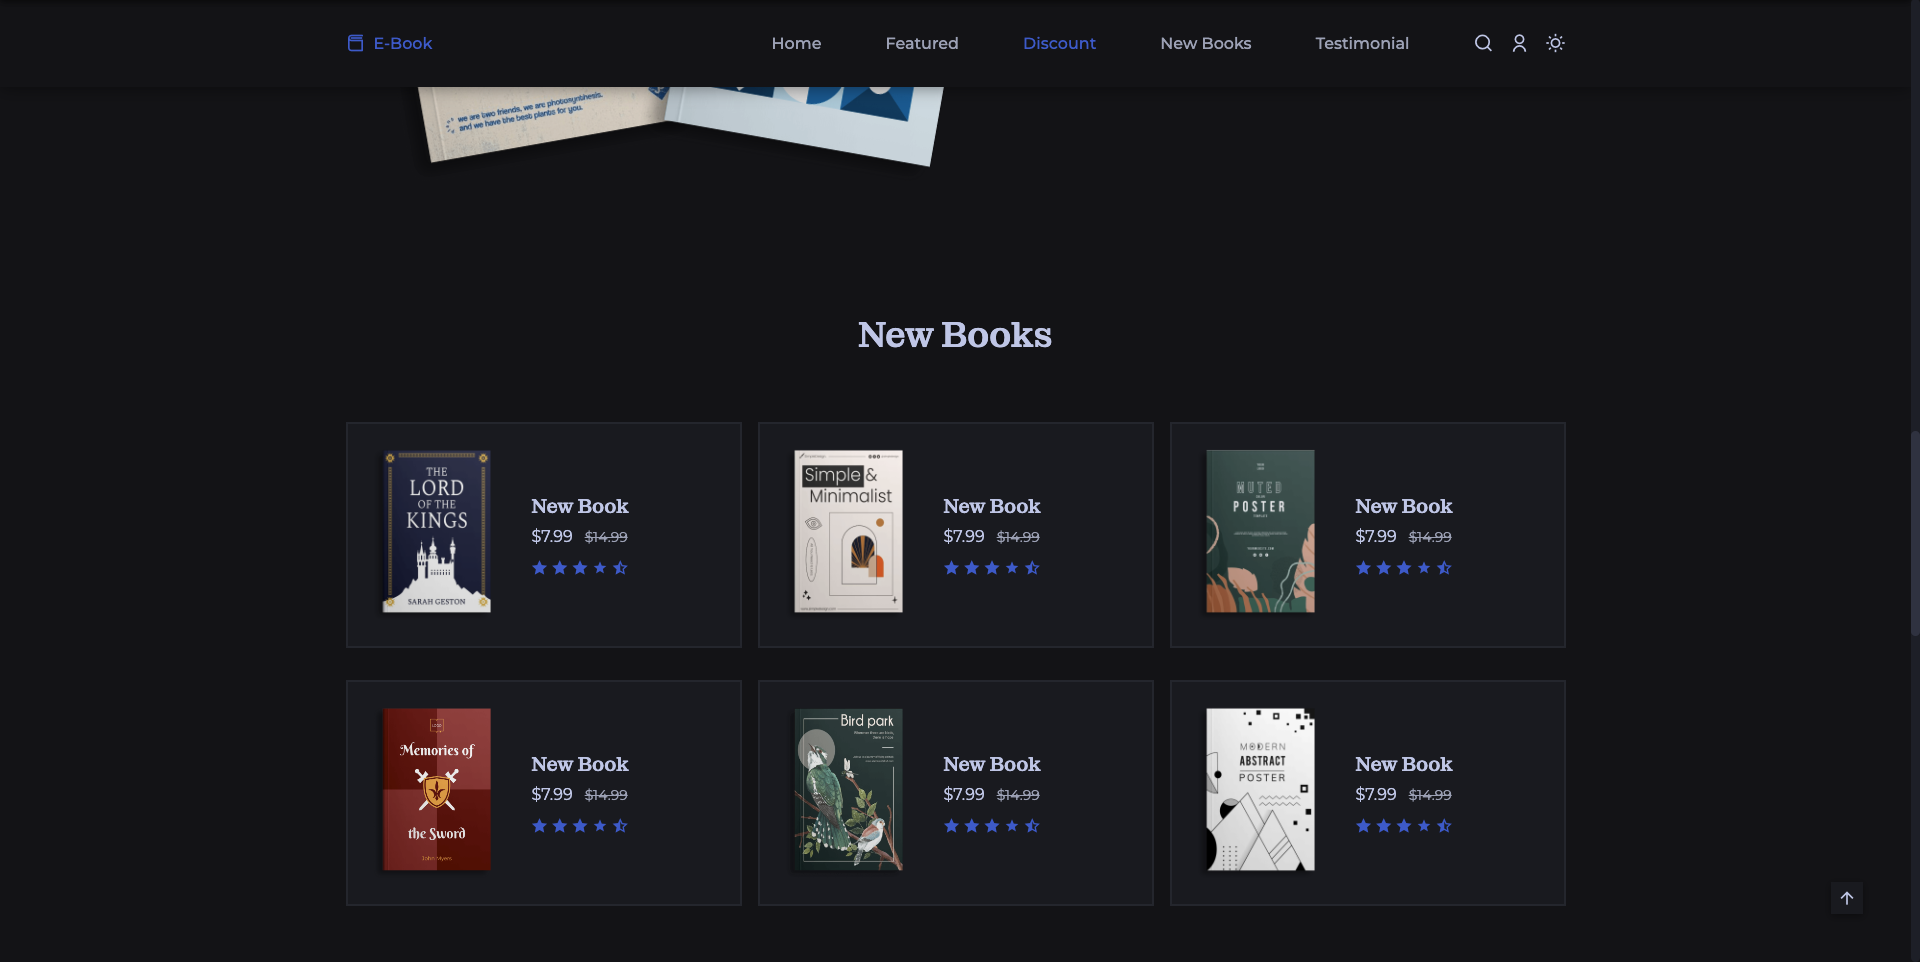 E-Book
Home
Featured
Discount
New Books
Testimonial
we are two friends, we are photosynthesis.
and we have the best plants for you.
New Books
THE
LORD
OF THE
KINGS
SARAH GESTON
New Book
$7.99 $14.99
Simple &
Minimalist
New Book
$7.99 $14.99
MUTED
POSTER
New Book
$7.99 $14.99
LOGO
Memories of
the Sword
John Myers
New Book
$7.99 $14.99
Bird park
New Book
$7.99 $14.99
MODERN
ABSTRACT
POSTER
New Book
$7.99 $14.99